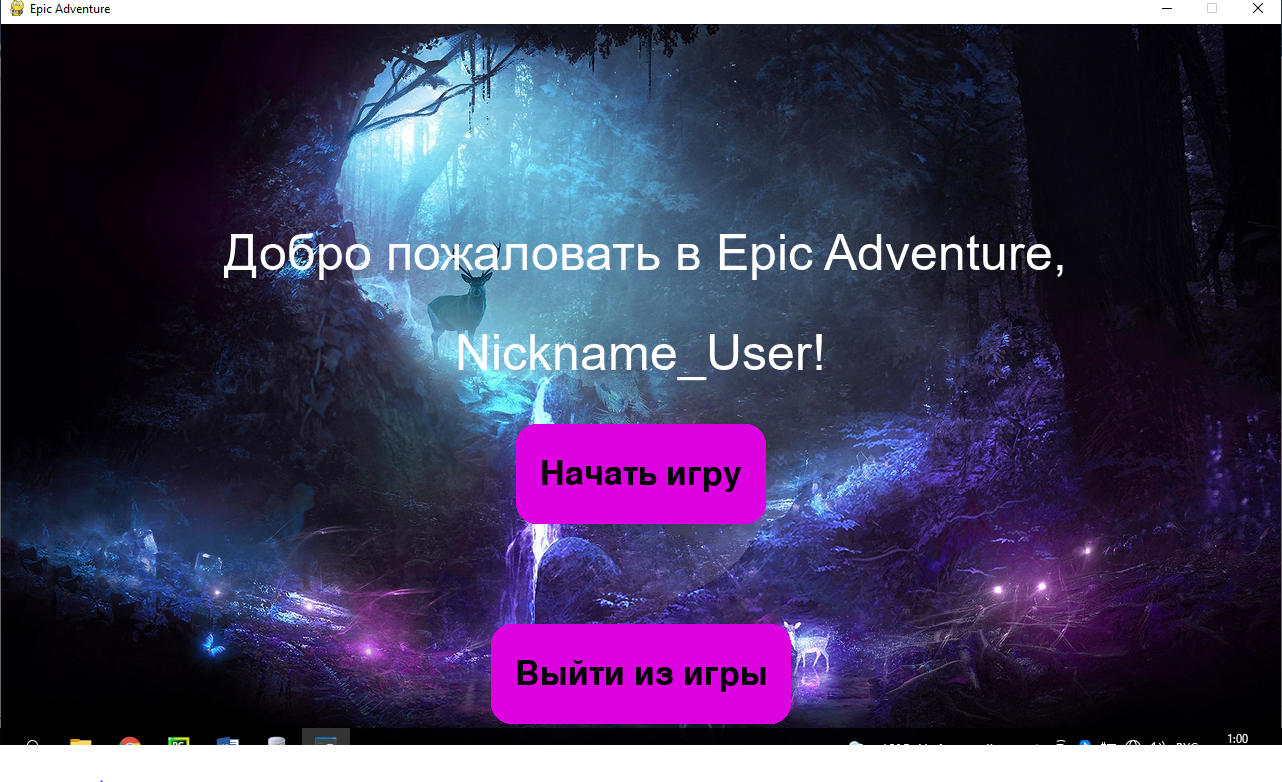 Epic Adventure
Добро пожаловать в Epic Adventure,
Nickname_User!
Начать игру
Выйти из игры
1:00